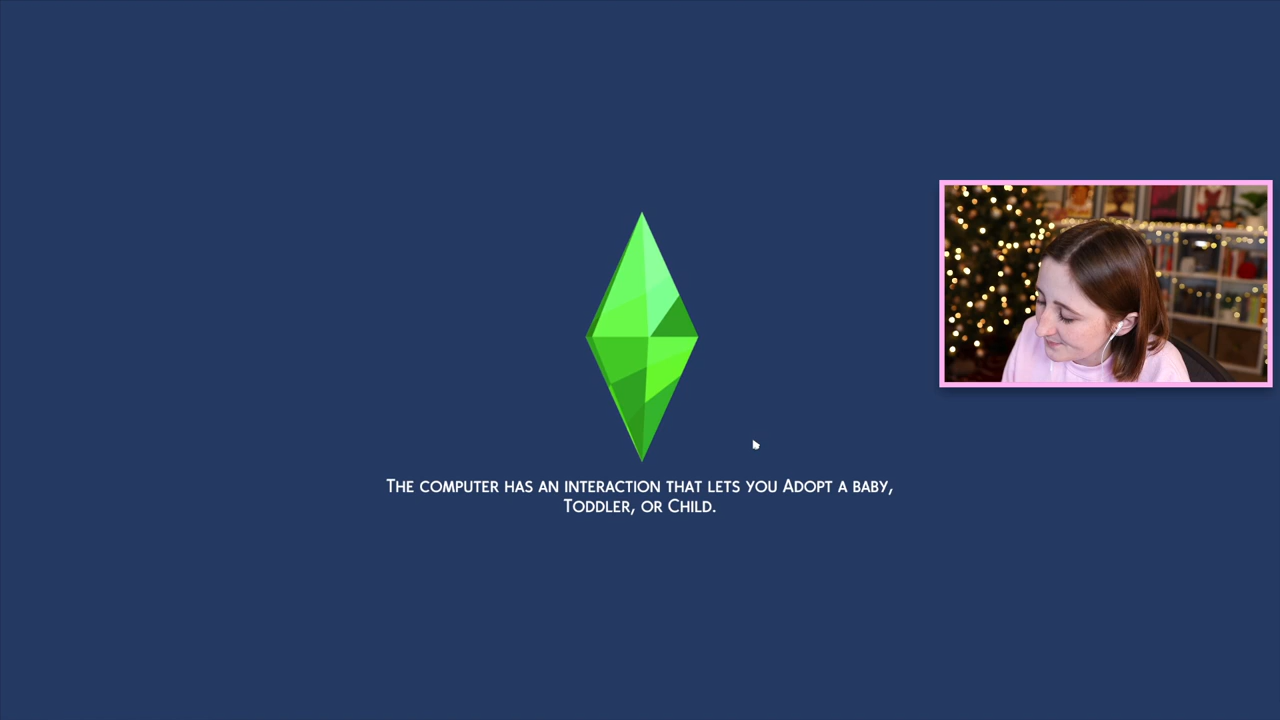 The computer has an interaction that lets you Adopt a baby,
Toddler, or Child.